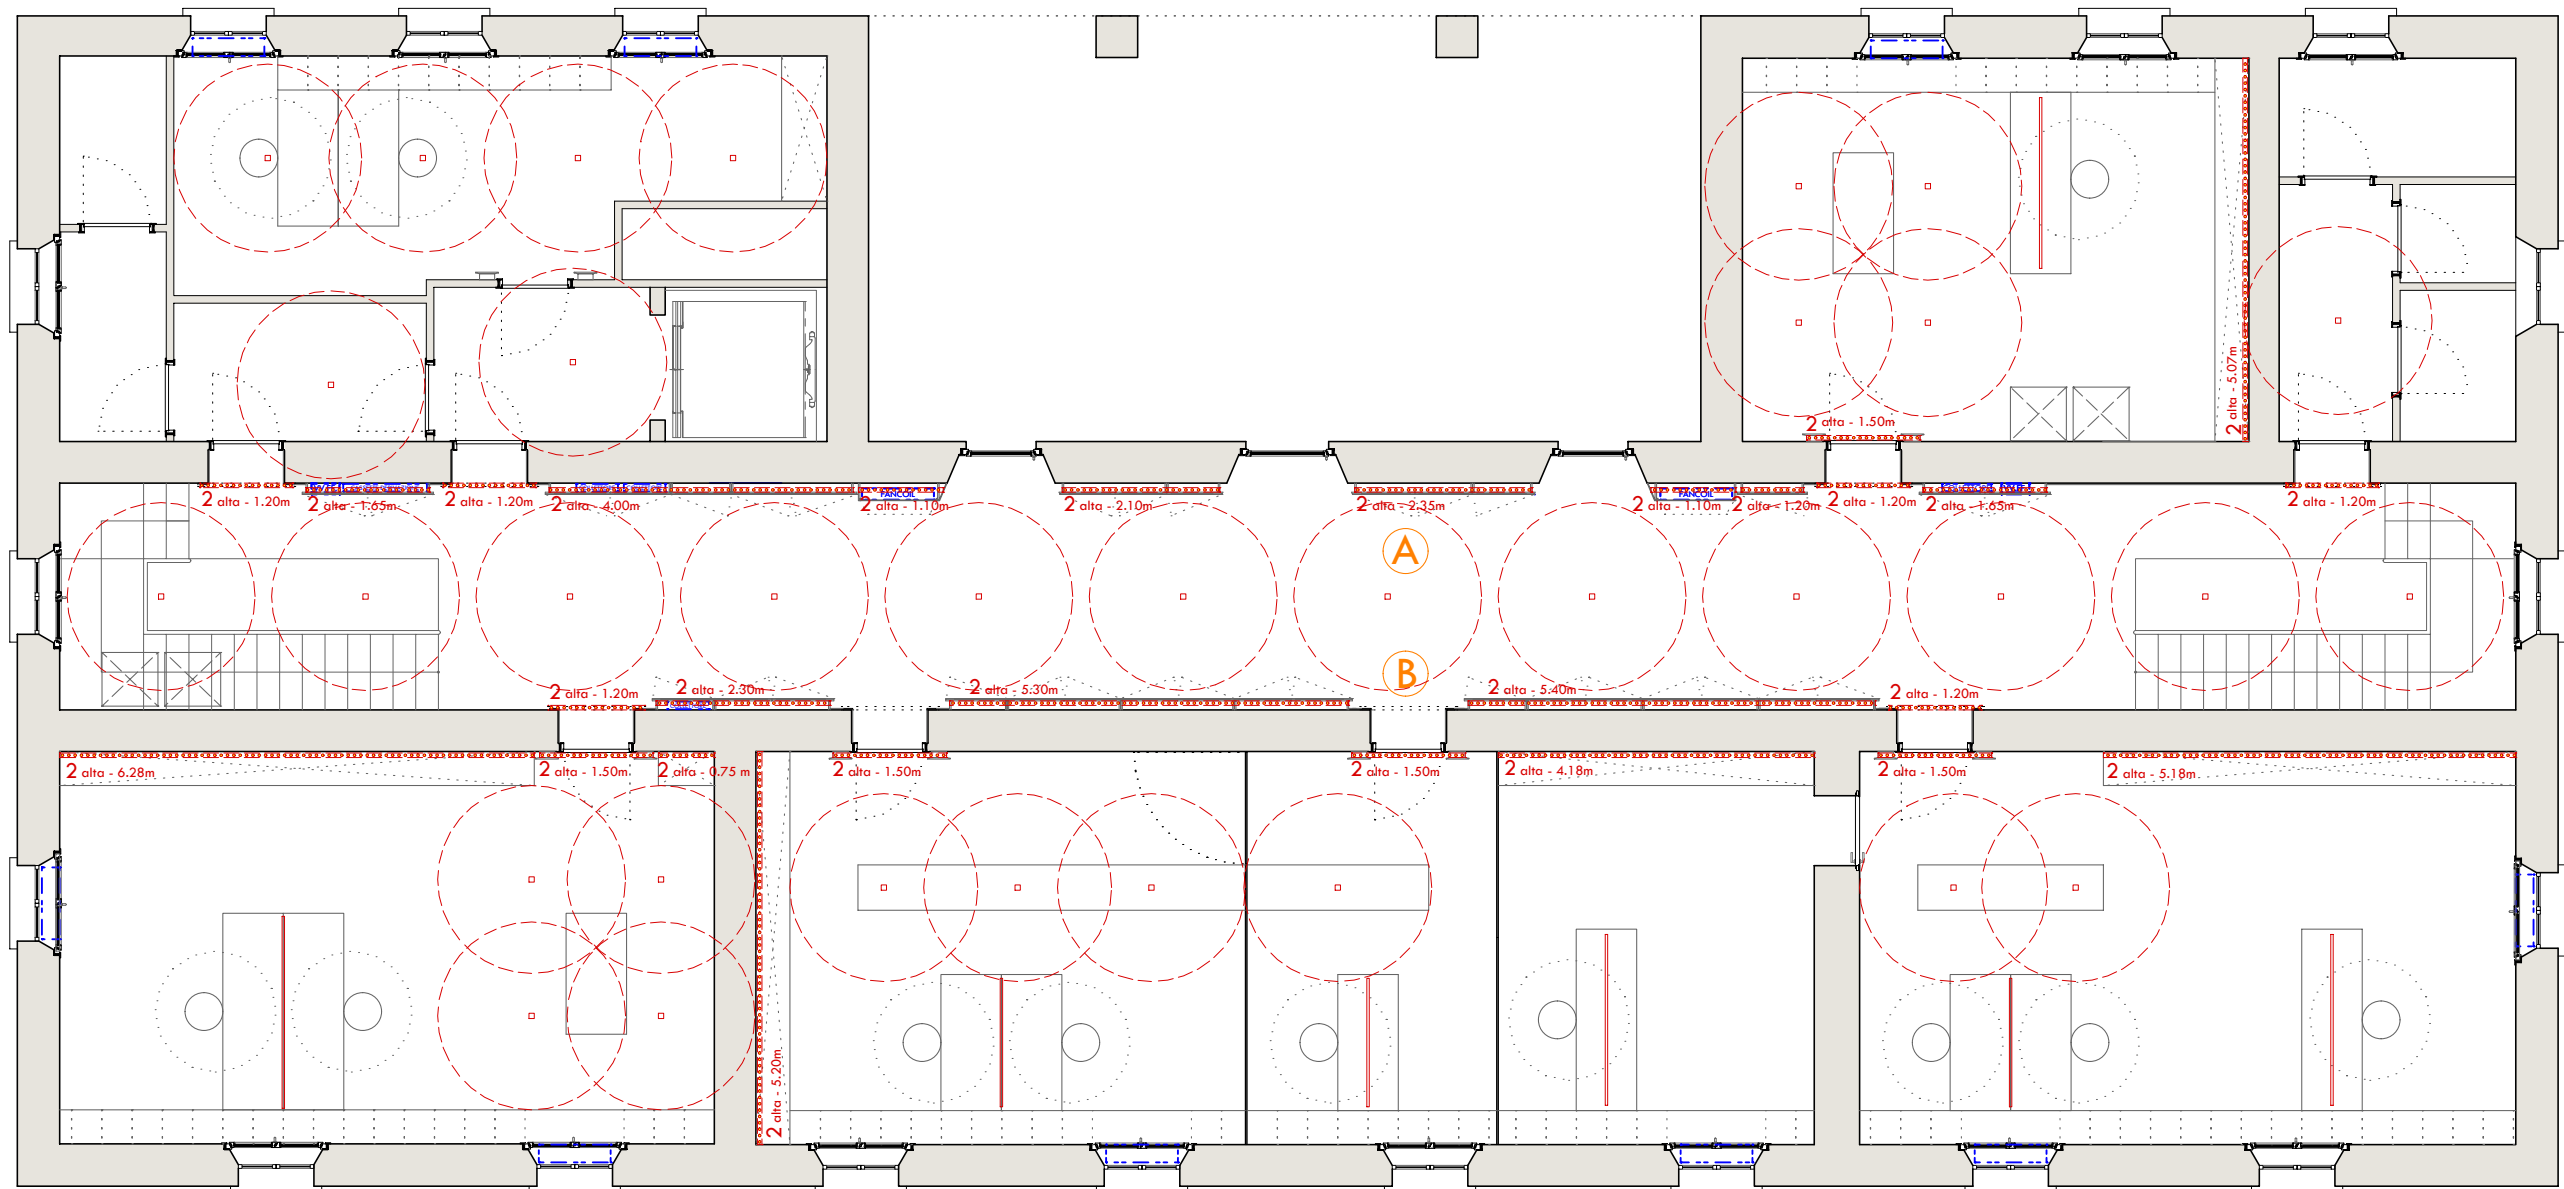 2 alta - 5.07m
2 alta - 1.50m
FANCOIL
FANCOIL
2 alta - 1.20m
2 alta - 1.65m
2 alta - 1.20m
2 alta - 4.00m
2 alta - 1.10m
2 alta - 2.10m
2 alta - 2.35m
2 alta - 1.10m
2 alta - 1.20m
2 alta - 1.20m
2 alta - 1.65m
2 alta - 1.20m
A
B
2 alta - 1.20m
2 alta - 2.30m
2 alta - 5.30m
2 alta - 5.40m
2 alta - 1.20m
2 alta - 6.28m
2 alta - 1.50m
2 alta - 0.75 m
2 alta - 1.50m
2 alta - 1.50m
2 alta - 4.18m
2 alta - 1.50m
2 alta - 5.18m
2 alta - 5.20m